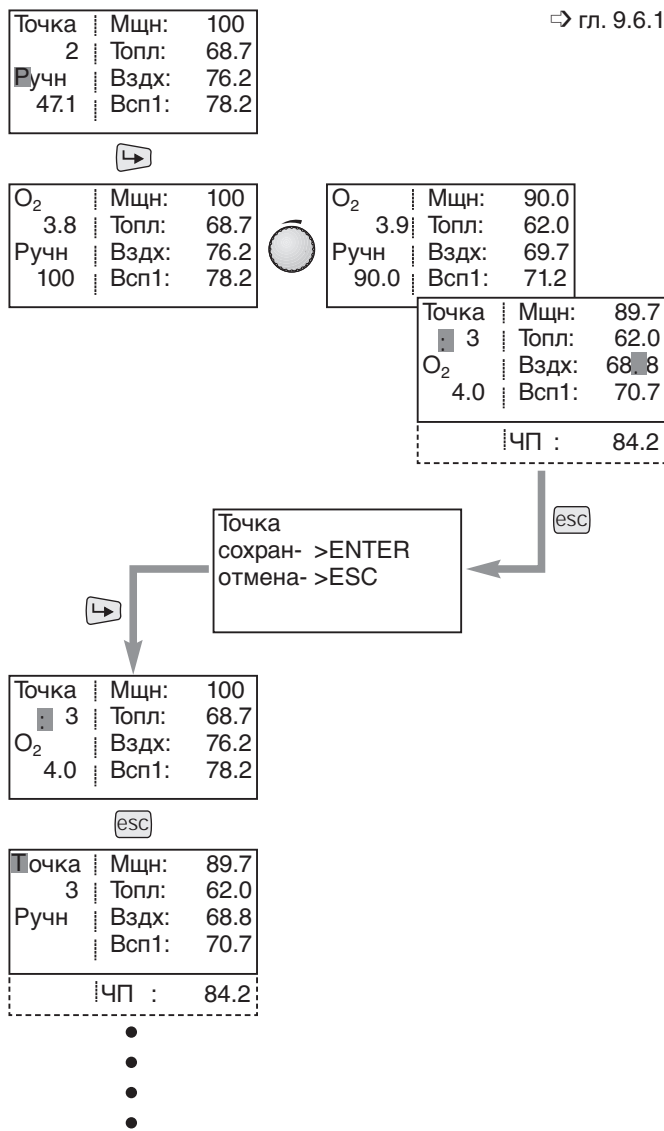 ⇨ гл. 9.6.1
Точка Мщн: 100
2 Топл: 68.7
Ручн Вздх: 76.2
47.1 Всп1: 78.2
O₂ Мщн: 100
3.8 Топл: 68.7
Ручн Вздх: 76.2
100 Всп1: 78.2
O₂ Мщн: 90.0
3.9 Топл: 62.0
Ручн Вздх: 69.7
90.0 Всп1: 71.2
Точка Мщн: 89.7
: 3 Топл: 62.0
O₂ Вздх: 68.8
4.0 Всп1: 70.7
ЧП : 84.2
esc
Точка
сохран- >ENTER
отмена- >ESC
Точка Мщн: 100
: 3 Топл: 68.7
O₂ Вздх: 76.2
4.0 Всп1: 78.2
esc
Точка Мщн: 89.7
3 Топл: 62.0
Ручн Вздх: 68.8
Всп1: 70.7
ЧП : 84.2